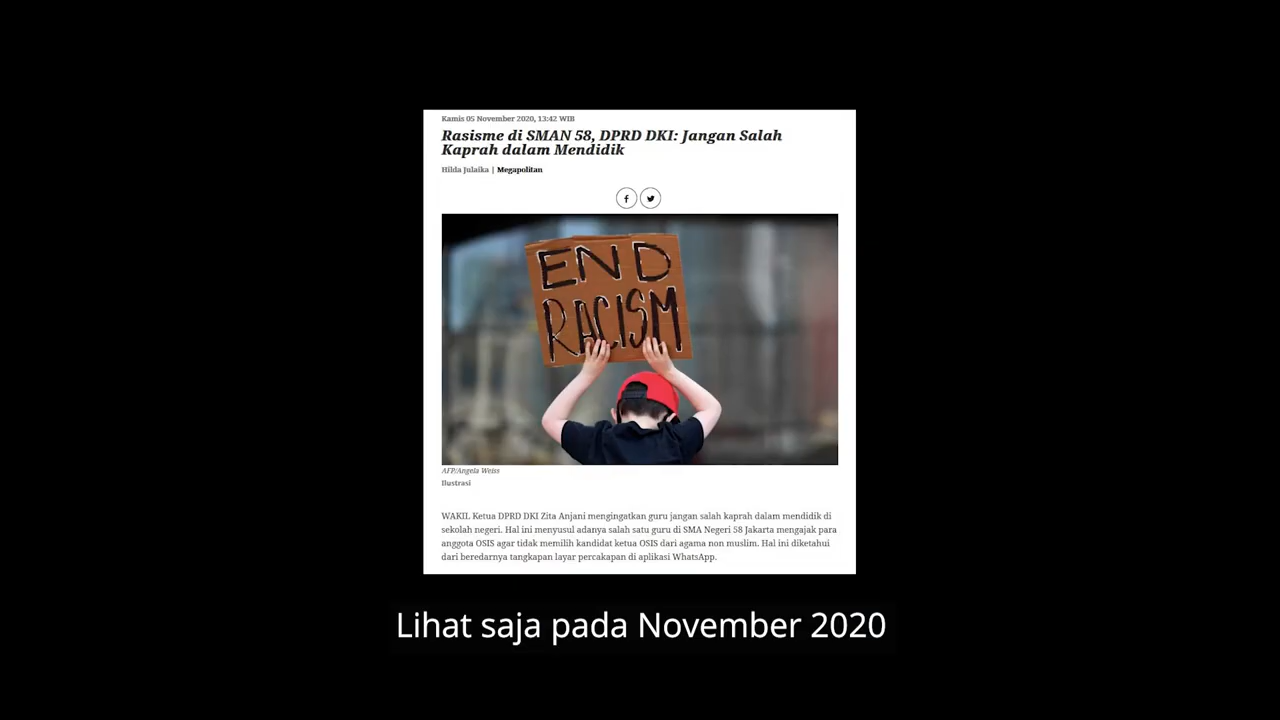 Kamis 05 November 2020, 13:42 WIB
Rasisme di SMAN 58, DPRD DKI: Jangan Salah
Kaprah dalam Mendidik
Hilda Julaika | Megapolitan
END
RACISM
AFP/Angela Weiss
Ilustrasi
WAKIL Ketua DPRD DKI Zita Anjani mengingatkan guru jangan salah kaprah dalam mendidik di
sekolah negeri. Hal ini menyusul adanya salah satu guru di SMA Negeri 58 Jakarta mengajak para
anggota OSIS agar tidak memilih kandidat ketua OSIS dari agama non muslim. Hal ini diketahui
dari beredarnya tangkapan layar percakapan di aplikasi WhatsApp.
Lihat saja pada November 2020